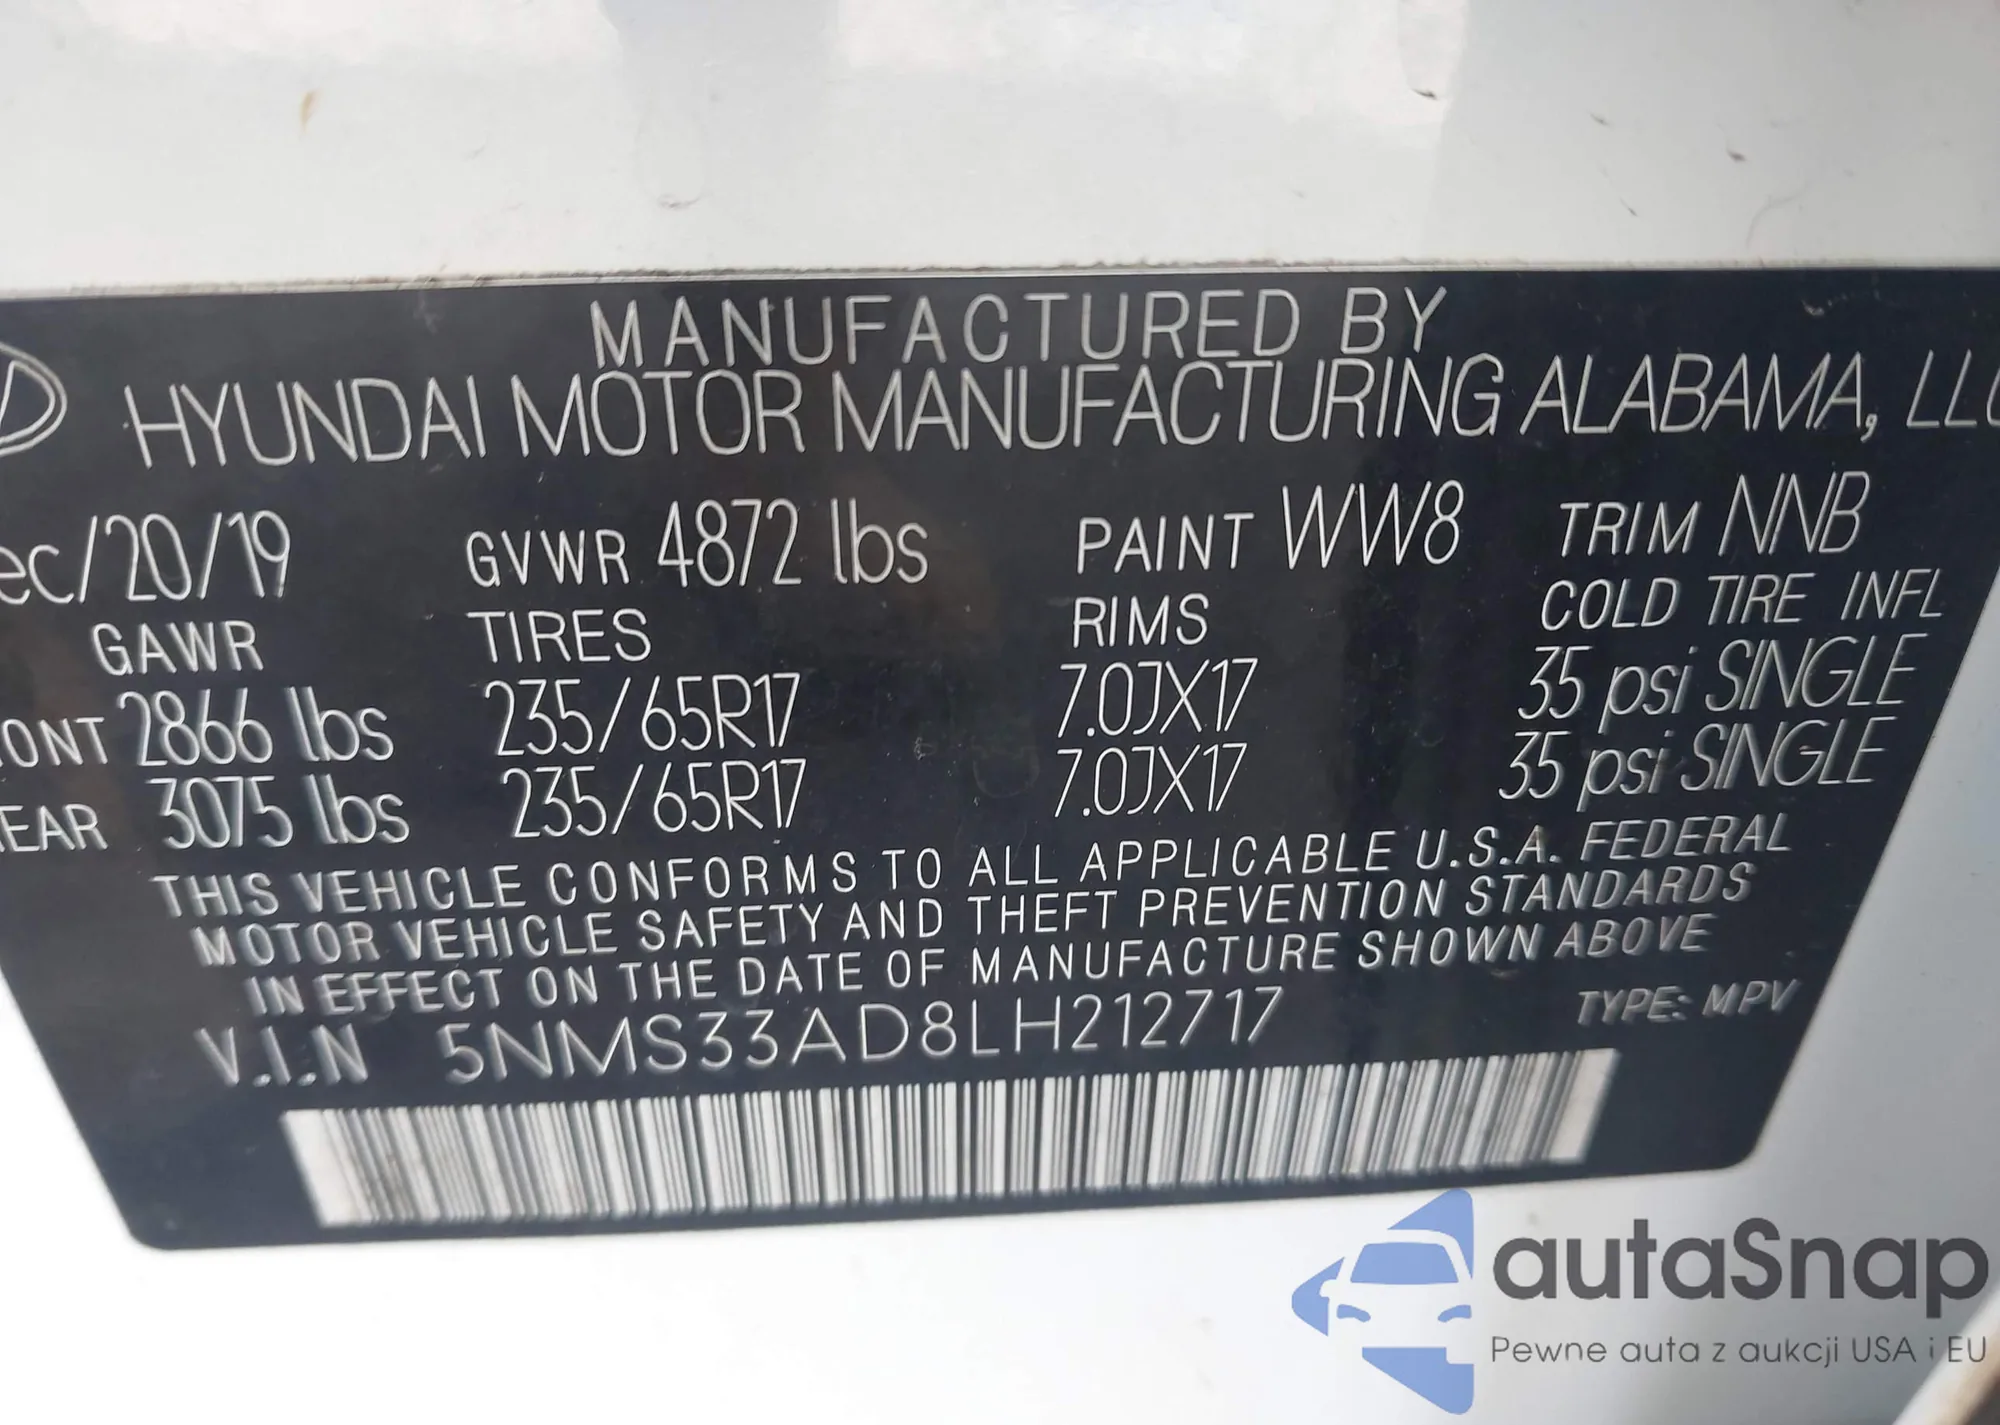 MANUFACTURED BY
HYUNDAI MOTOR MANUFACTURING ALABAMA, LLC
ec/20/19 GVWR 4872 lbs PAINT WW8 TRIM NNB
GAWR TIRES RIMS COLD TIRE INFL
ONT 2866 lbs 235/65R17 7.0JX17 35 psi SINGLE
EAR 3075 lbs 235/65R17 7.0JX17 35 psi SINGLE
THIS VEHICLE CONFORMS TO ALL APPLICABLE U.S.A. FEDERAL
MOTOR VEHICLE SAFETY AND THEFT PREVENTION STANDARDS
IN EFFECT ON THE DATE OF MANUFACTURE SHOWN ABOVE
V.I.N 5NMS33AD8LH212717 TYPE: MPV
autaSnap
Pewne auta z aukcji USA i EU